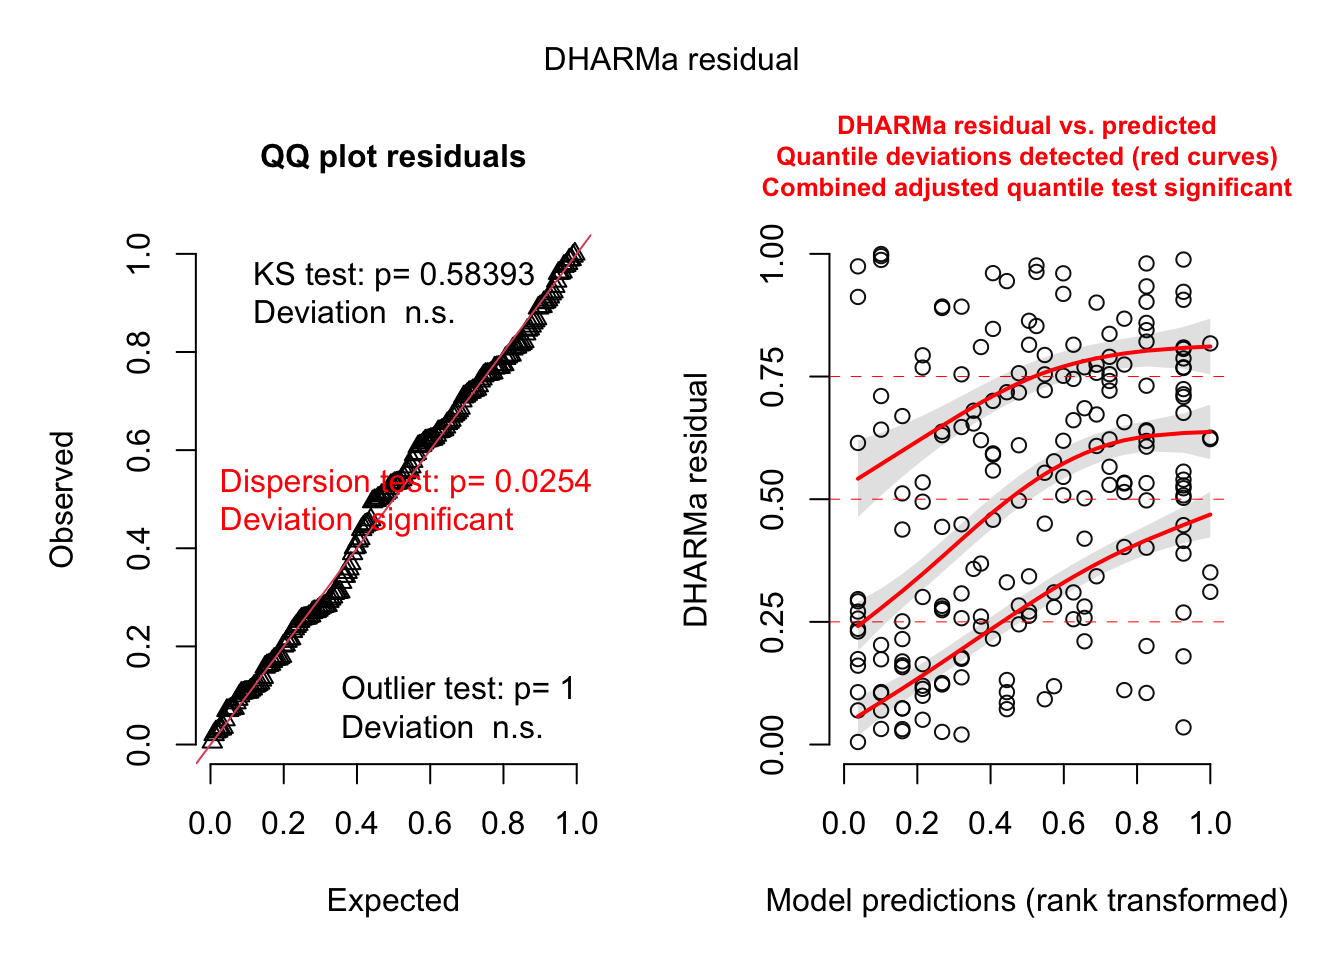 DHARMa residual
QQ plot residuals
KS test: p= 0.58393
Deviation  n.s.
Dispersion test: p= 0.0254
Deviation  significant
Outlier test: p= 1
Deviation  n.s.
Observed
0.0 0.2 0.4 0.6 0.8 1.0
0.0 0.2 0.4 0.6 0.8 1.0
Expected
DHARMa residual vs. predicted
Quantile deviations detected (red curves)
Combined adjusted quantile test significant
DHARMa residual
0.00 0.25 0.50 0.75 1.00
0.0 0.2 0.4 0.6 0.8 1.0
Model predictions (rank transformed)